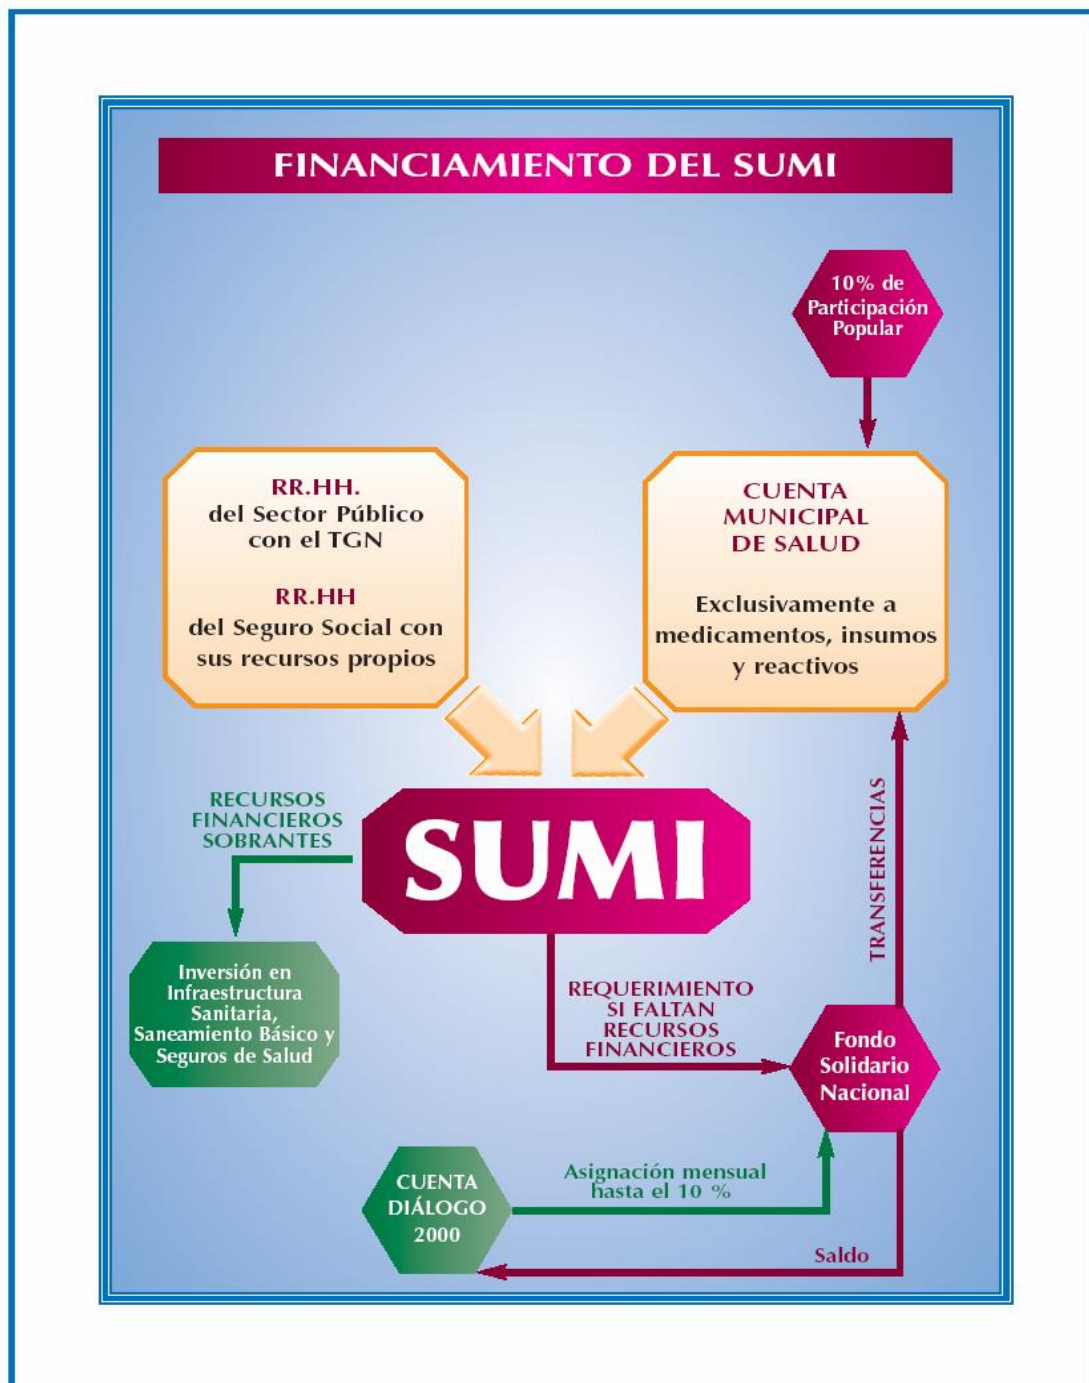 FINANCIAMIENTO DEL SUMI
10% de
Participación
Popular
RR.HH.
del Sector Público
con el TGN
RR.HH
del Seguro Social con
sus recursos propios
CUENTA
MUNICIPAL
DE SALUD
Exclusivamente a
medicamentos, insumos
y reactivos
RECURSOS
FINANCIEROS
SOBRANTES
SUMI
TRANSFERENCIAS
Inversión en
Infraestructura
Sanitaria,
Saneamiento Básico y
Seguros de Salud
REQUERIMIENTO
SI FALTAN
RECURSOS
FINANCIEROS
Fondo
Solidario
Nacional
CUENTA
DIÁLOGO
2000
Asignación mensual
hasta el 10 %
Saldo